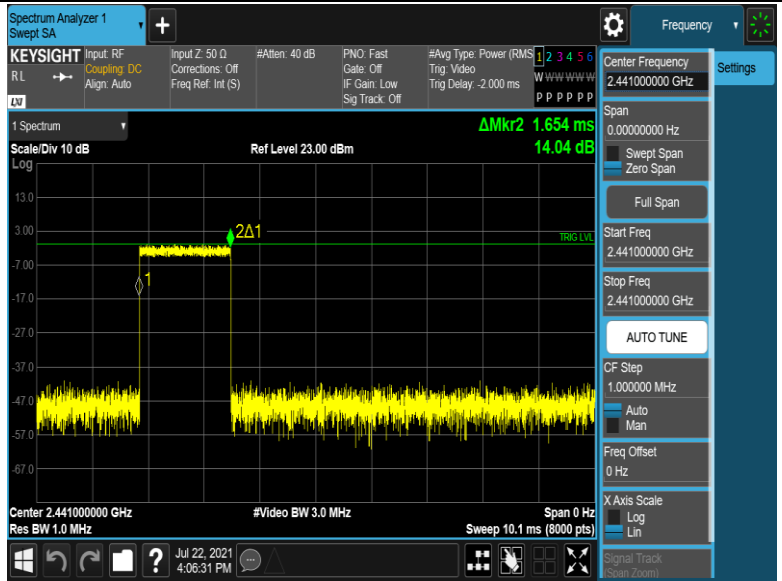 Spectrum Analyzer 1
Swept SA
Frequency
KEYSIGHT
RL
LXI
Input: RF
Coupling: DC
Align: Auto
Input Z: 50 Ω
Corrections: Off
Freq Ref: Int (S)
#Atten: 40 dB
PNO: Fast
Gate: Off
IF Gain: Low
Sig Track: Off
#Avg Type: Power (RMS
Trig: Video
Trig Delay: -2.000 ms
1 2 3 4 5 6
W W W W W W
P P P P P P
Center Frequency
2.441000000 GHz
Settings
Span
0.00000000 Hz
Swept Span
Zero Span
Full Span
Start Freq
2.441000000 GHz
Stop Freq
2.441000000 GHz
AUTO TUNE
CF Step
1.000000 MHz
Auto
Man
Freq Offset
0 Hz
X Axis Scale
Log
Lin
Signal Track
(Span Zoom)
1 Spectrum
ΔMkr2 1.654 ms
14.04 dB
Scale/Div 10 dB
Ref Level 23.00 dBm
Log
13.0
3.00
-7.00
-17.0
-27.0
-37.0
-47.0
-57.0
-67.0
2Δ1
1
TRIG LVL
Center 2.441000000 GHz
#Video BW 3.0 MHz
Span 0 Hz
Res BW 1.0 MHz
Sweep 10.1 ms (8000 pts)
Jul 22, 2021
4:06:31 PM